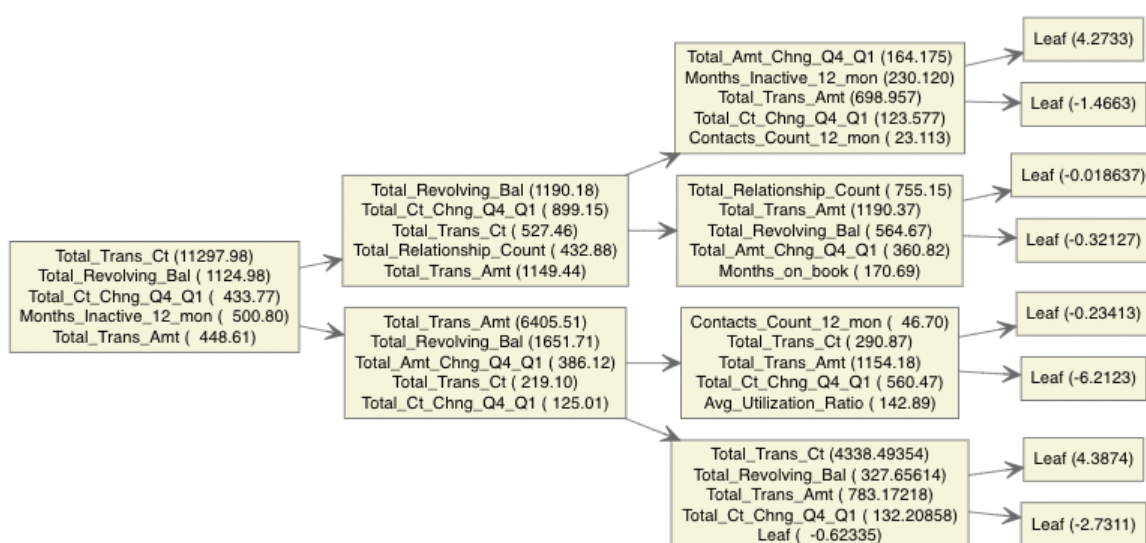 Total_Trans_Ct (11297.98)
Total_Revolving_Bal ( 1124.98)
Total_Ct_Chng_Q4_Q1 (  433.77)
Months_Inactive_12_mon (  500.80)
Total_Trans_Amt (  448.61)
Total_Revolving_Bal (1190.18)
Total_Ct_Chng_Q4_Q1 ( 899.15)
Total_Trans_Ct ( 527.46)
Total_Relationship_Count ( 432.88)
Total_Trans_Amt (1149.44)
Total_Trans_Amt (6405.51)
Total_Revolving_Bal (1651.71)
Total_Amt_Chng_Q4_Q1 ( 386.12)
Total_Trans_Ct ( 219.10)
Total_Ct_Chng_Q4_Q1 ( 125.01)
Total_Amt_Chng_Q4_Q1 (164.175)
Months_Inactive_12_mon (230.120)
Total_Trans_Amt (698.957)
Total_Ct_Chng_Q4_Q1 (123.577)
Contacts_Count_12_mon ( 23.113)
Total_Relationship_Count ( 755.15)
Total_Trans_Amt (1190.37)
Total_Revolving_Bal ( 564.67)
Total_Amt_Chng_Q4_Q1 ( 360.82)
Months_on_book ( 170.69)
Contacts_Count_12_mon (  46.70)
Total_Trans_Ct ( 290.87)
Total_Trans_Amt (1154.18)
Total_Ct_Chng_Q4_Q1 ( 560.47)
Avg_Utilization_Ratio ( 142.89)
Total_Trans_Ct (4338.49354)
Total_Revolving_Bal ( 327.65614)
Total_Trans_Amt ( 783.17218)
Total_Ct_Chng_Q4_Q1 ( 132.20858)
Leaf (  -0.62335)
Leaf (4.2733)
Leaf (-1.4663)
Leaf (-0.018637)
Leaf (-0.32127)
Leaf (-0.23413)
Leaf (-6.2123)
Leaf (4.3874)
Leaf (-2.7311)